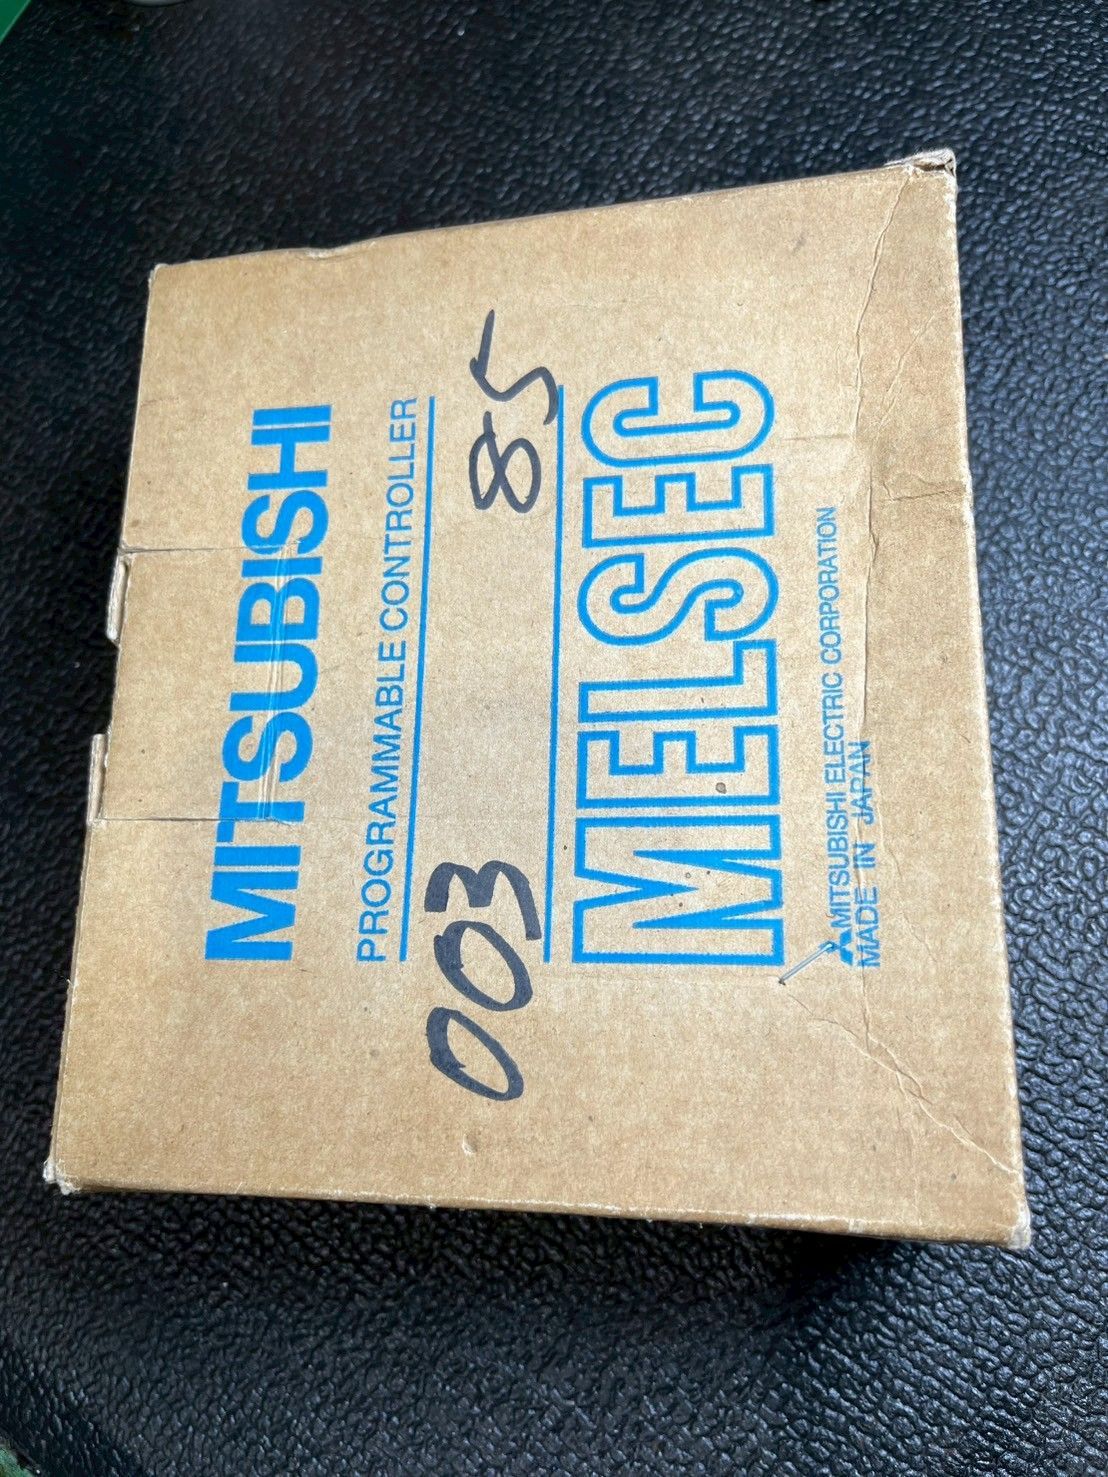 MITSUBISHI
PROGRAMMABLE CONTROLLER
003 85
MELSEC
MITSUBISHI ELECTRIC CORPORATION
MADE IN JAPAN